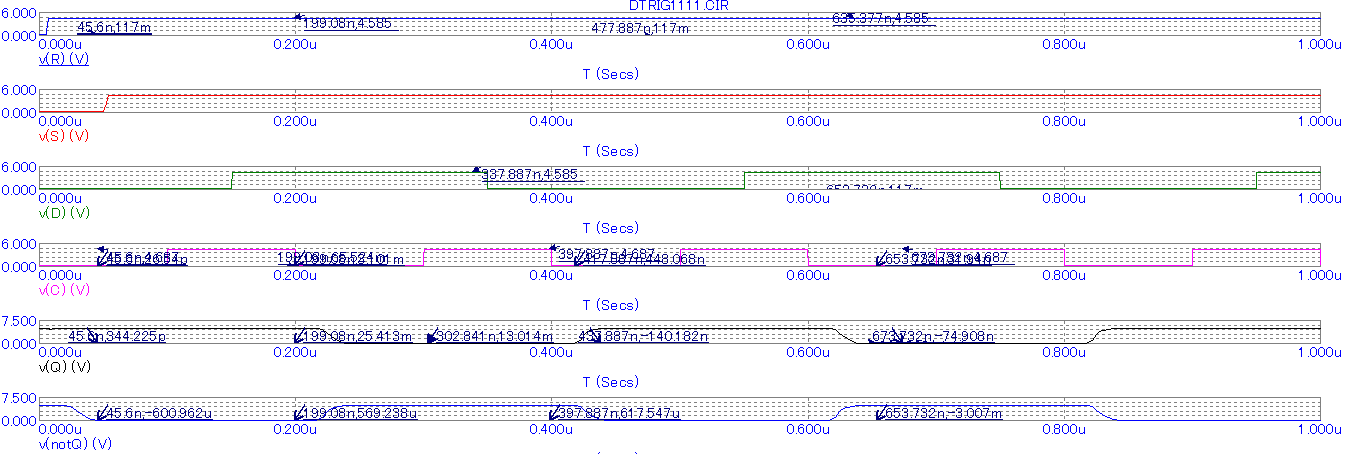 DTRIG1111.CIR
6.000
199.08n,4.585
635.377n,4.585
45.6n,117m
477.887n,117m
0.000
0.000u 0.200u 0.400u 0.600u 0.800u 1.000u
v(R) (V)
T (Secs)
6.000
0.000
0.000u 0.200u 0.400u 0.600u 0.800u 1.000u
v(S) (V)
T (Secs)
6.000
337.887n,4.585
0.000
0.000u 0.200u 0.400u 0.600u 0.800u 1.000u
v(D) (V)
T (Secs)
6.000
0.000
0.000u 0.200u 0.400u 0.600u 0.800u 1.000u
v(C) (V)
T (Secs)
7.500
45.6n,344.225p 199.08n,25.413m 302.841n,13.014m 673.732n,-74.908n
0.000
0.000u 0.200u 0.400u 0.600u 0.800u 1.000u
v(Q) (V)
T (Secs)
7.500
45.6n,-600.962u 199.08n,569.238u 397.887n,617.547u 653.732n,-3.007m
0.000
0.000u 0.200u 0.400u 0.600u 0.800u 1.000u
v(notQ) (V)